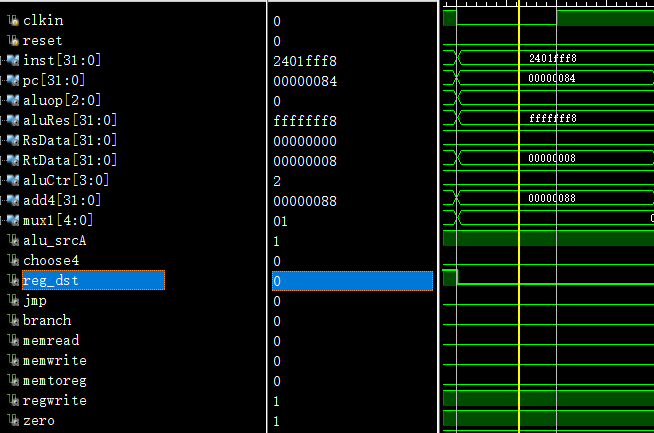 clkin 0
reset 0
inst[31:0] 2401fff8 2401fff8
pc[31:0] 00000084 00000084
aluop[2:0] 0
aluRes[31:0] fffffff8 fffffff8
RsData[31:0] 00000000
RtData[31:0] 00000008 00000008
aluCtr[3:0] 2
add4[31:0] 00000088 00000088
mux1[4:0] 01 0
alu_srcA 1
choose4 0
reg_dst 0
jmp 0
branch 0
memread 0
memwrite 0
memtoreg 0
regwrite 1
zero 1